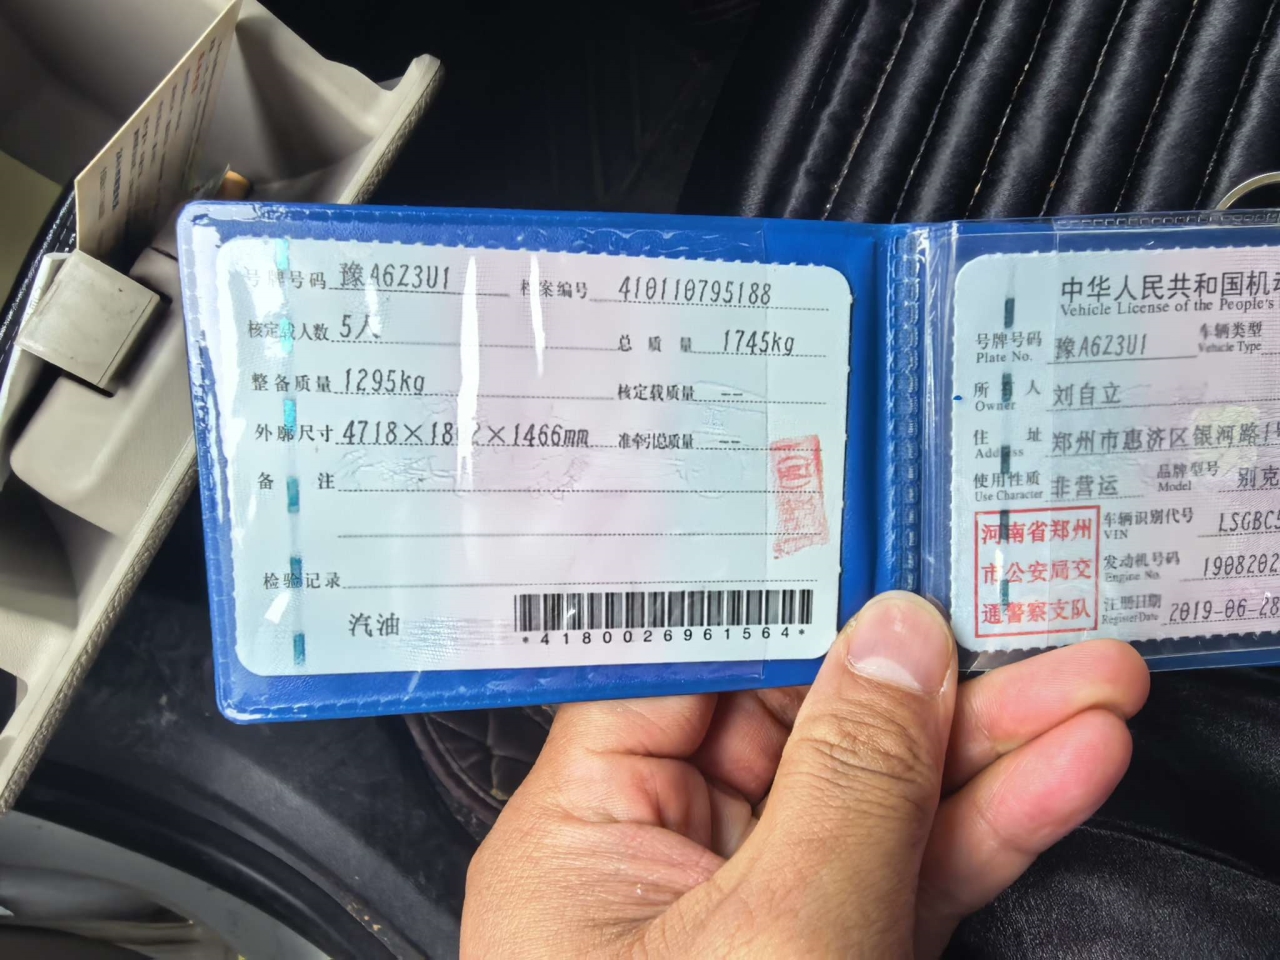 号牌号码 豫A6Z3U1 档案编号 410110795188
核定载人数 5人 总质量 1745kg
整备质量 1295kg 核定载质量 --
外廓尺寸 4718×18 2×1466mm 准牵引总质量 --
备注
检验记录
汽油
*4180026961564*
中华人民共和国机动
Vehicle License of the People's
号牌号码 豫A6Z3U1 车辆类型
Plate No. Vehicle Type
所有人 刘自立
Owner
住址 郑州市惠济区银河路1号
Address
使用性质 非营运 品牌型号 别克
Use Character Model
河南省郑州
市公安局交
通警察支队
车辆识别代号 LSGBC5
VIN
发动机号码 1908202
Engine No.
注册日期 2019-06-28
Register Date